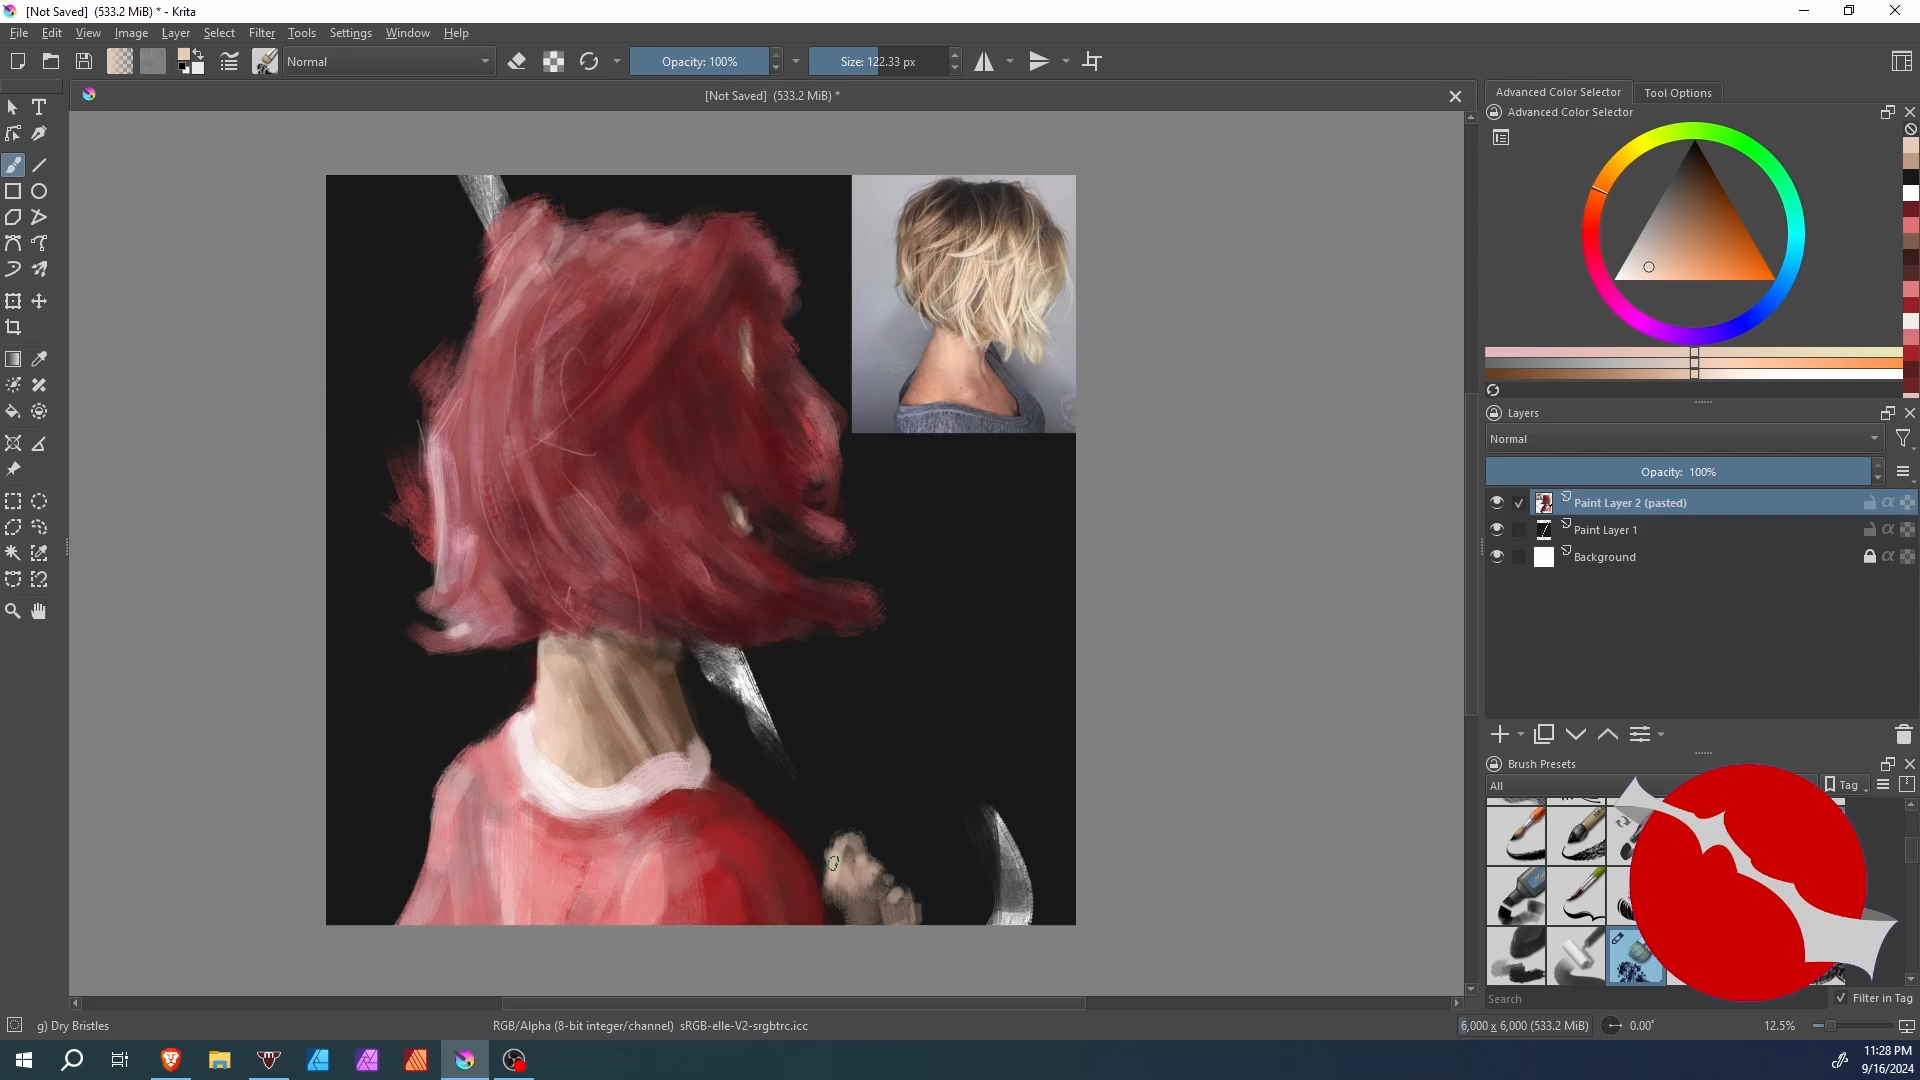 [Not Saved]  (533.2 MiB) * - Krita
File Edit View Image Layer Select Filter Tools Settings Window Help
Normal Opacity: 100% Size: 122.33 px
[Not Saved]  (533.2 MiB) *
Advanced Color Selector Tool Options
Advanced Color Selector
Layers
Normal
Opacity:  100%
Paint Layer 2 (pasted)
Paint Layer 1
Background
Brush Presets
All Tag
Search Filter in Tag
g) Dry Bristles RGB/Alpha (8-bit integer/channel)  sRGB-elle-V2-srgbtrc.icc 6,000 x 6,000 (533.2 MiB) 0.00° 12.5%
11:28 PM
9/16/2024